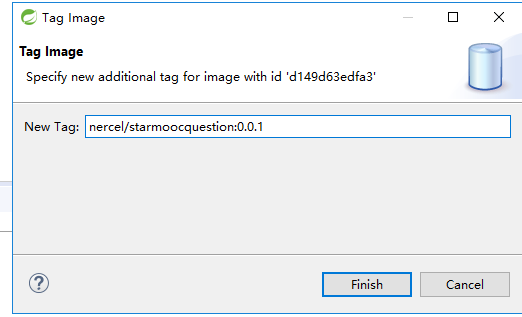 Tag Image
Tag Image
Specify new additional tag for image with id 'd149d63edfa3'
New Tag: nercel/starmoocquestion:0.0.1
? Finish Cancel